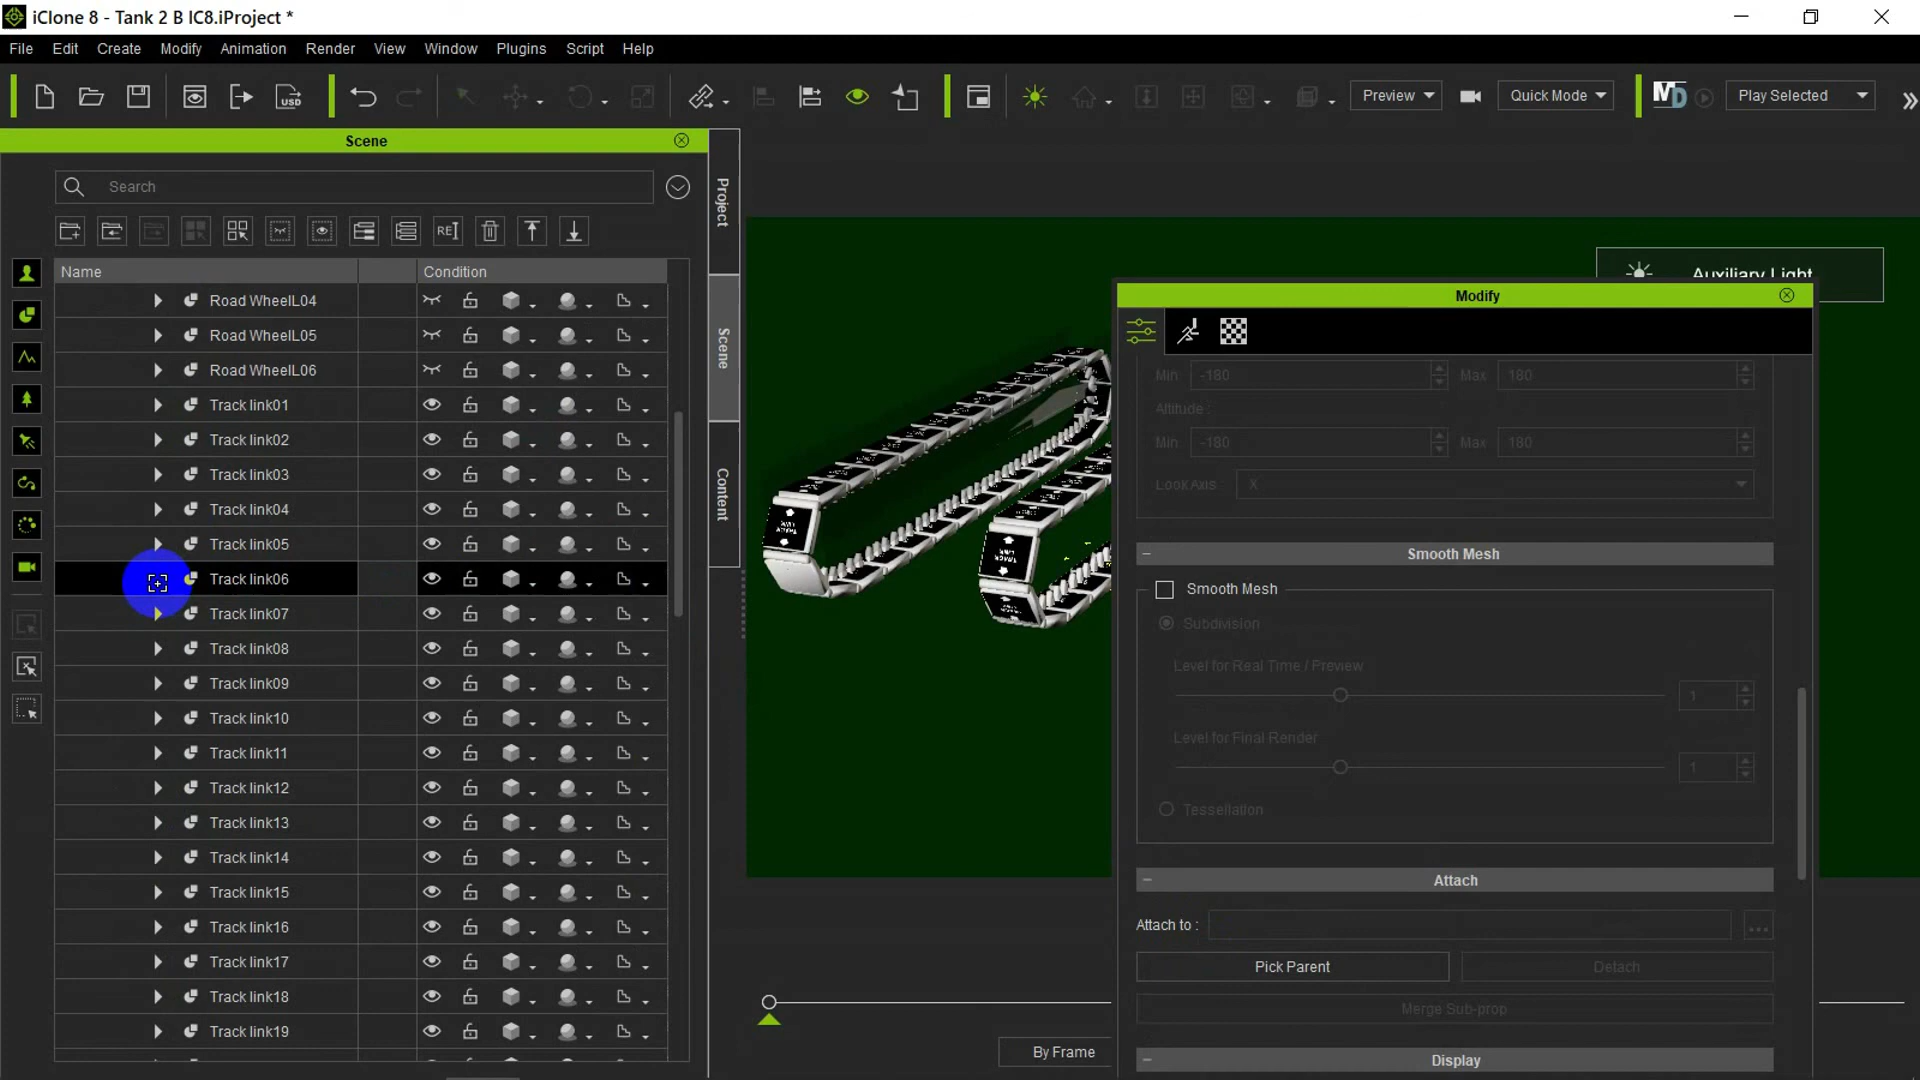 iClone 8 - Tank 2 B IC8.iProject *
File Edit Create Modify Animation Render View Window Plugins Script Help
USD
Preview
Quick Mode
MD
Play Selected
Scene
Search
REI
Name
Condition
Road WheelL04
Road WheelL05
Road WheelL06
Track link01
Track link02
Track link03
Track link04
Track link05
Track link06
Track link07
Track link08
Track link09
Track link10
Track link11
Track link12
Track link13
Track link14
Track link15
Track link16
Track link17
Track link18
Track link19
Project
Scene
Content
Auxiliary Light
Modify
Min -180 Max 180
Altitude :
Min -180 Max 180
Look Axis : X
Smooth Mesh
Smooth Mesh
Subdivision
Level for Real Time / Preview
1
Level for Final Render
1
Tessellation
Attach
Attach to : ...
Pick Parent Detach
Merge Sub-prop
By Frame
Display